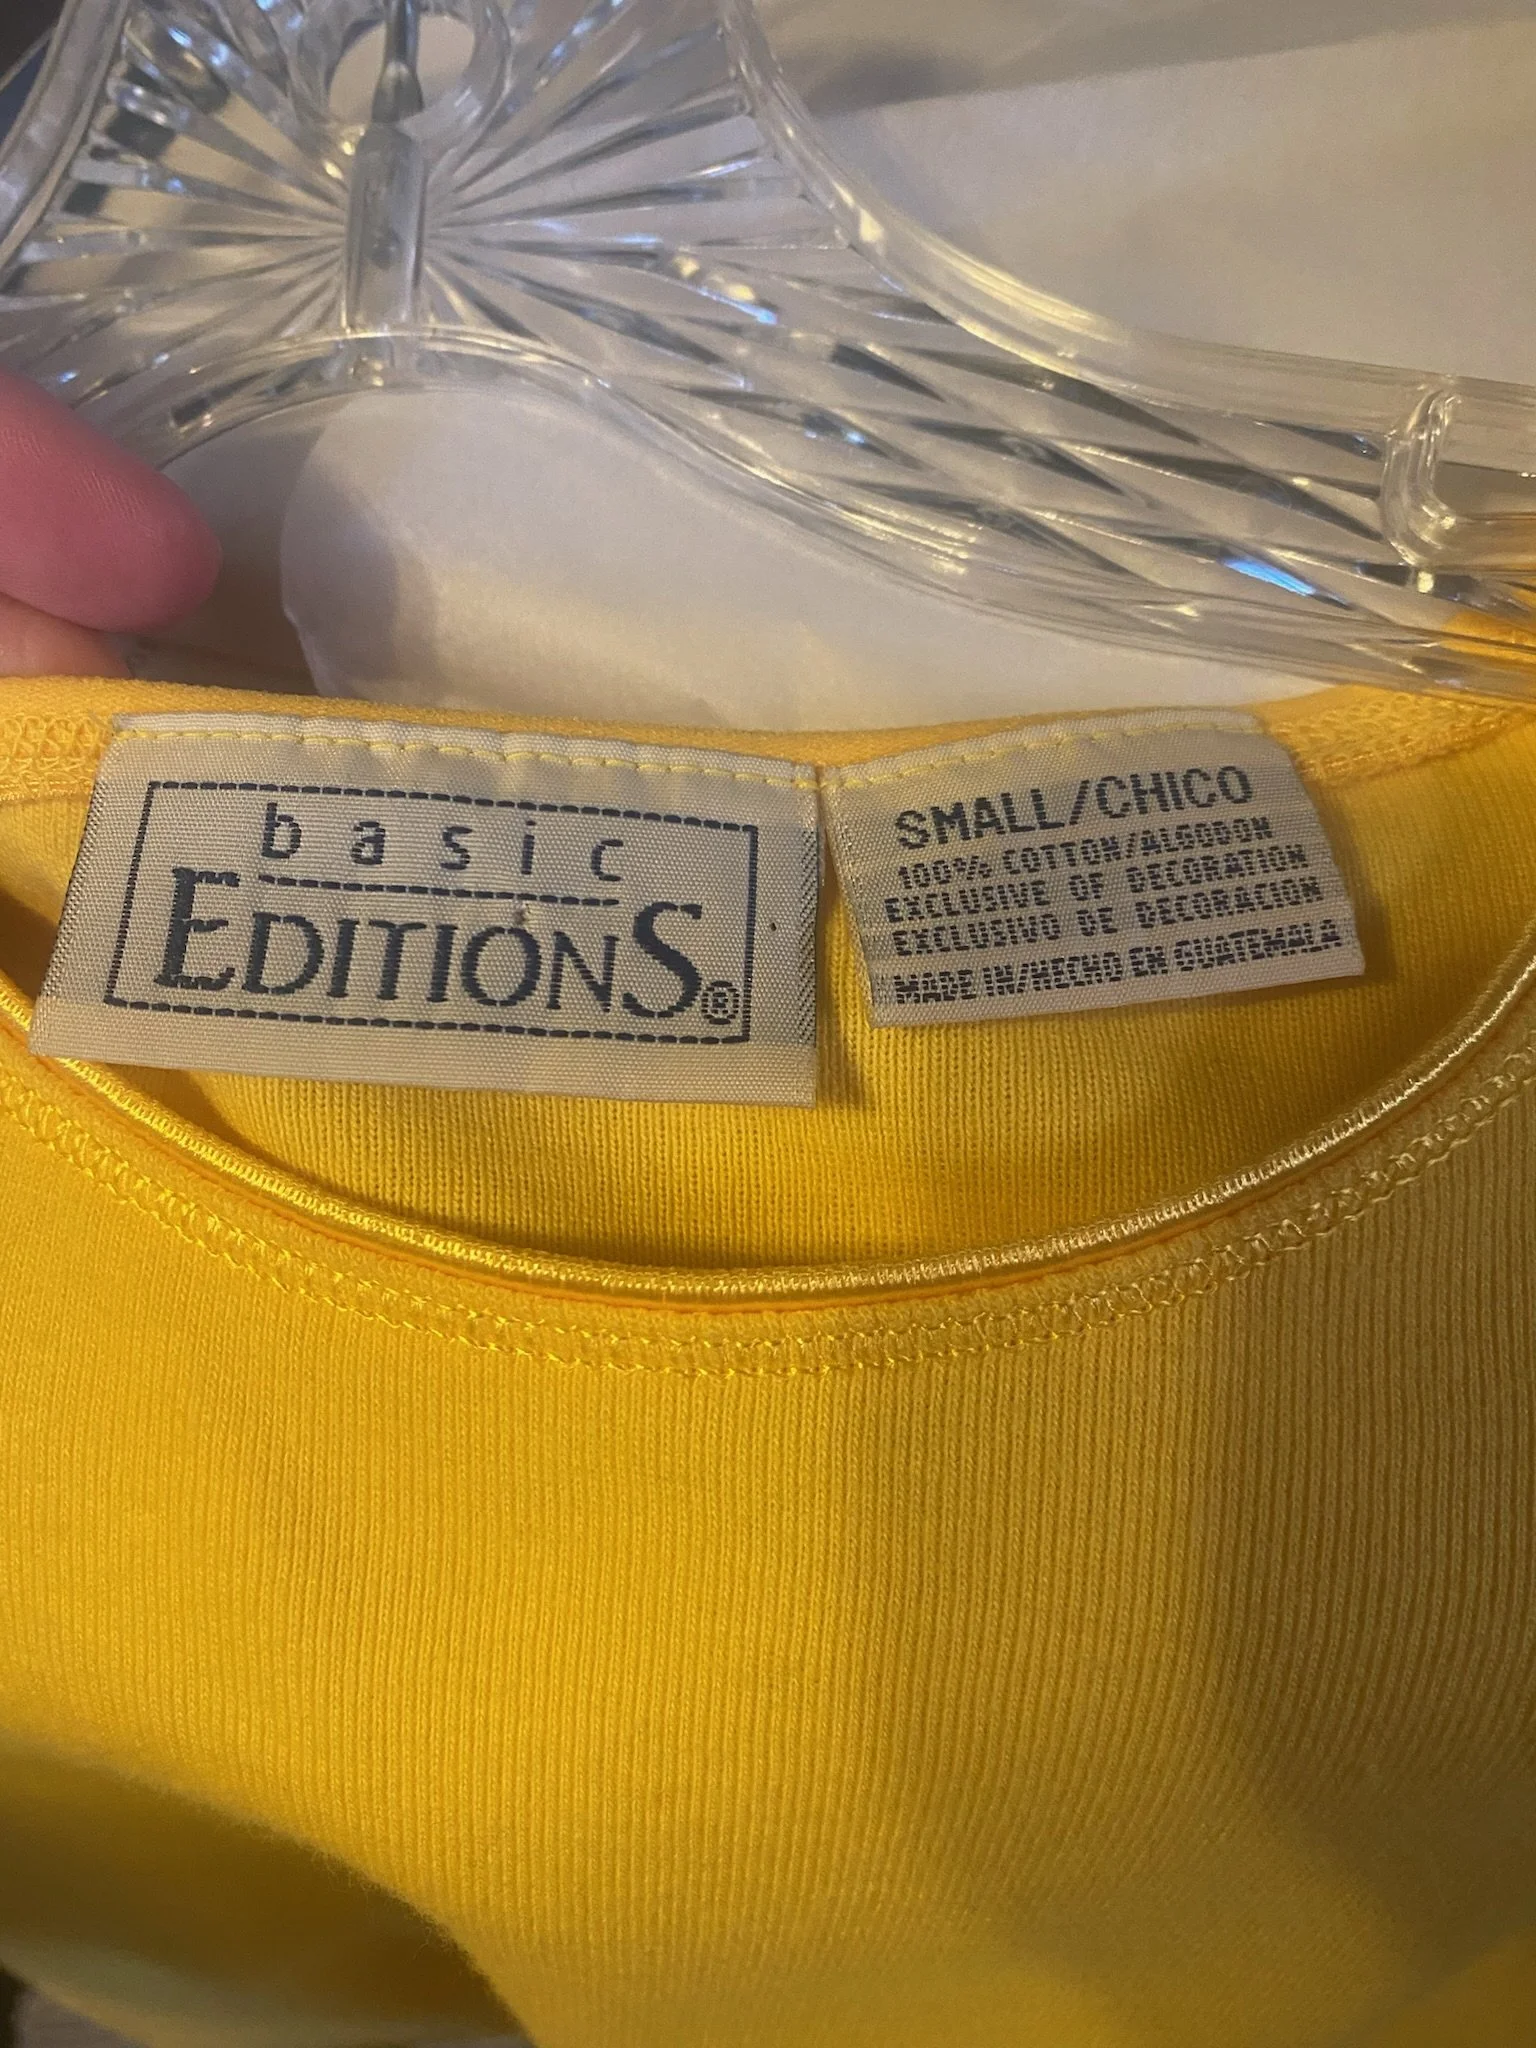 basic
EDITIONS®
SMALL/CHICO
100% COTTON/ALGODON
EXCLUSIVE OF DECORATION
EXCLUSIVO DE DECORACION
MADE IN/HECHO EN GUATEMALA